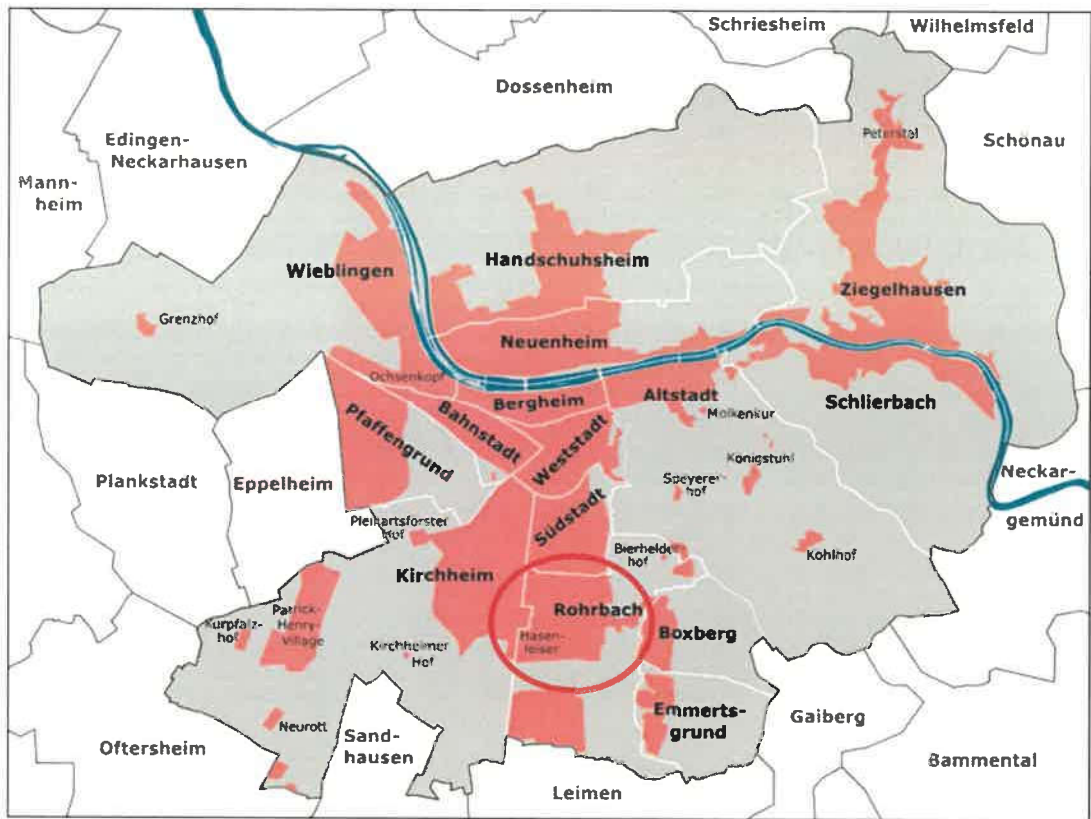 Schriesheim
Wilhelmsfeld
Dossenheim
Edingen-
Neckarhausen
Mann-
heim
Peterstal
Schönau
Handschuhsheim
Wieblingen
Ziegelhausen
Grenzhof
Neuenheim
Ochsenkopf
Bergheim
Altstadt
Schlierbach
Molkenkur
Pfaffengrund
Bahnstadt
Weststadt
Königstuhl
Speyerer-
hof
Plankstadt
Eppelheim
Neckar-
gemünd
Pleikartsforster
Hof
Südstadt
Bierhelder
hof
Kohlhof
Kirchheim
Rohrbach
Patrick-
Henry-
Village
Kurpfalz-
hof
Hasen-
leiser
Boxberg
Kirchheimer
Hof
Emmerts-
grund
Neurott
Gaiberg
Oftersheim
Sand-
hausen
Bammental
Leimen